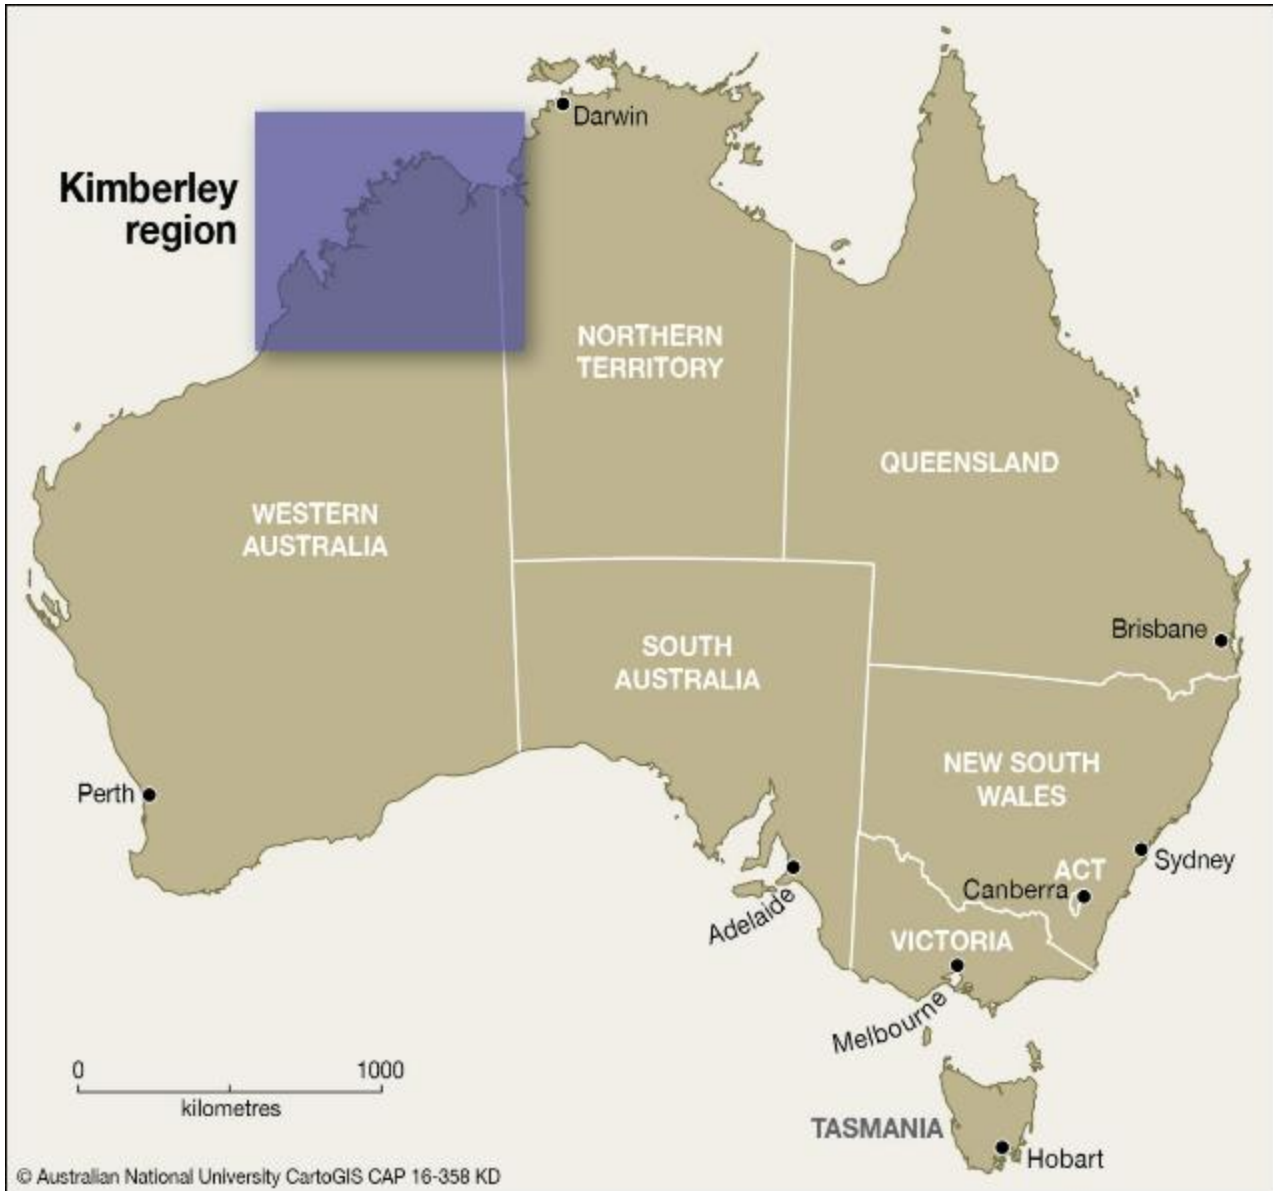 Darwin
Kimberley
region
NORTHERN
TERRITORY
QUEENSLAND
WESTERN
AUSTRALIA
Brisbane
SOUTH
AUSTRALIA
NEW SOUTH
WALES
Perth
Sydney
ACT
Canberra
Adelaide
VICTORIA
Melbourne
0 1000
kilometres
TASMANIA
Hobart
© Australian National University CartoGIS CAP 16-358 KD